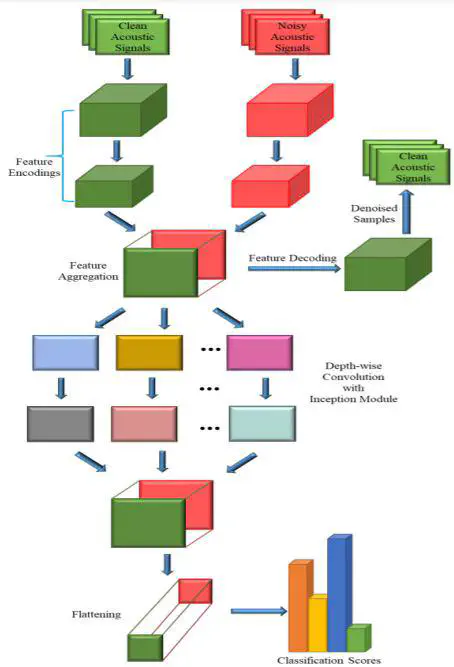 Clean
Acoustic
Signals
Noisy
Acoustic
Signals
Feature
Encodings
Clean
Acoustic
Signals
Denoised
Samples
Feature
Aggregation
Feature Decoding
Depth-wise
Convolution
with
Inception Module
Flattening
Classification Scores